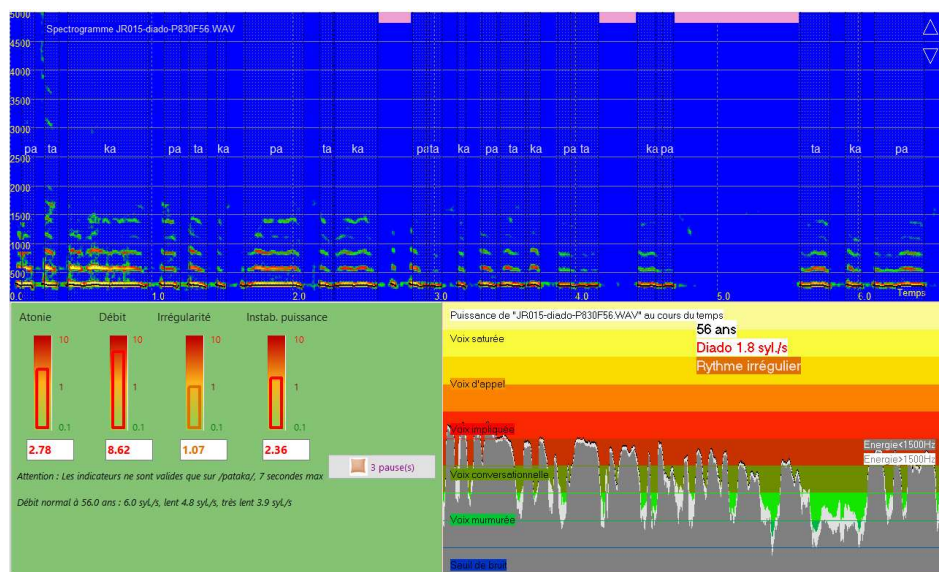 5000
Spectrogramme JR015-diado-P830F56.WAV
4500
4000
3500
3000
2500
pa ta ka pa ta ka pa ta ka pa ta ka pa ta ka pa ta ka pa ta ka pa
2000
1500
1000
500
0.0 1.0 2.0 3.0 4.0 5.0 6.0 Temps
Atonie Débit Irrégularité Instab. puissance
10 10 10 10
1 1 1 1
0.1 0.1 0.1 0.1
2.78 8.62 1.07 2.36
3 pause(s)
Attention : Les indicateurs ne sont valides que sur /pataka/, 7 secondes max
Débit normal à 56.0 ans : 6.0 syl./s, lent 4.8 syl./s, très lent 3.9 syl./s
Puissance de "JR015-diado-P830F56.WAV" au cours du temps
56 ans
Voix saturée
Diado 1.8 syl./s
Rythme irrégulier
Voix d'appel
Voix impliquée
Energie<1500Hz
Energie>1500Hz
Voix conversationnelle
Voix murmurée
Seuil de bruit